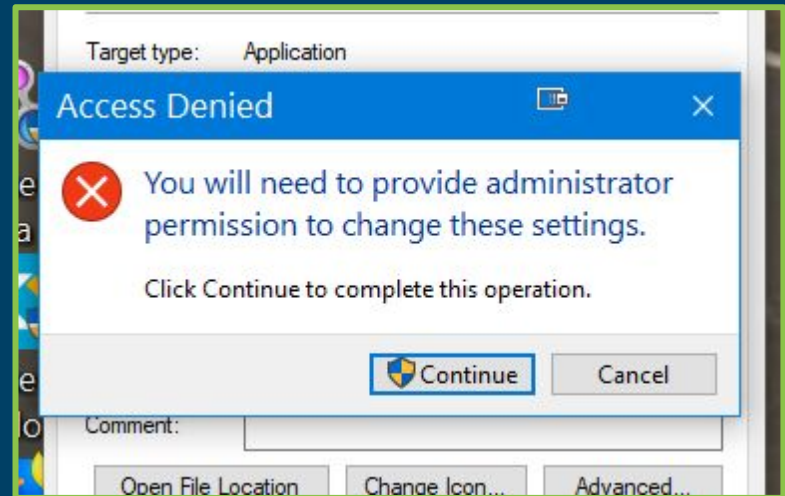 Target type: Application
Access Denied
You will need to provide administrator
permission to change these settings.
Click Continue to complete this operation.
Continue Cancel
Comment:
Open File Location Change Icon... Advanced...